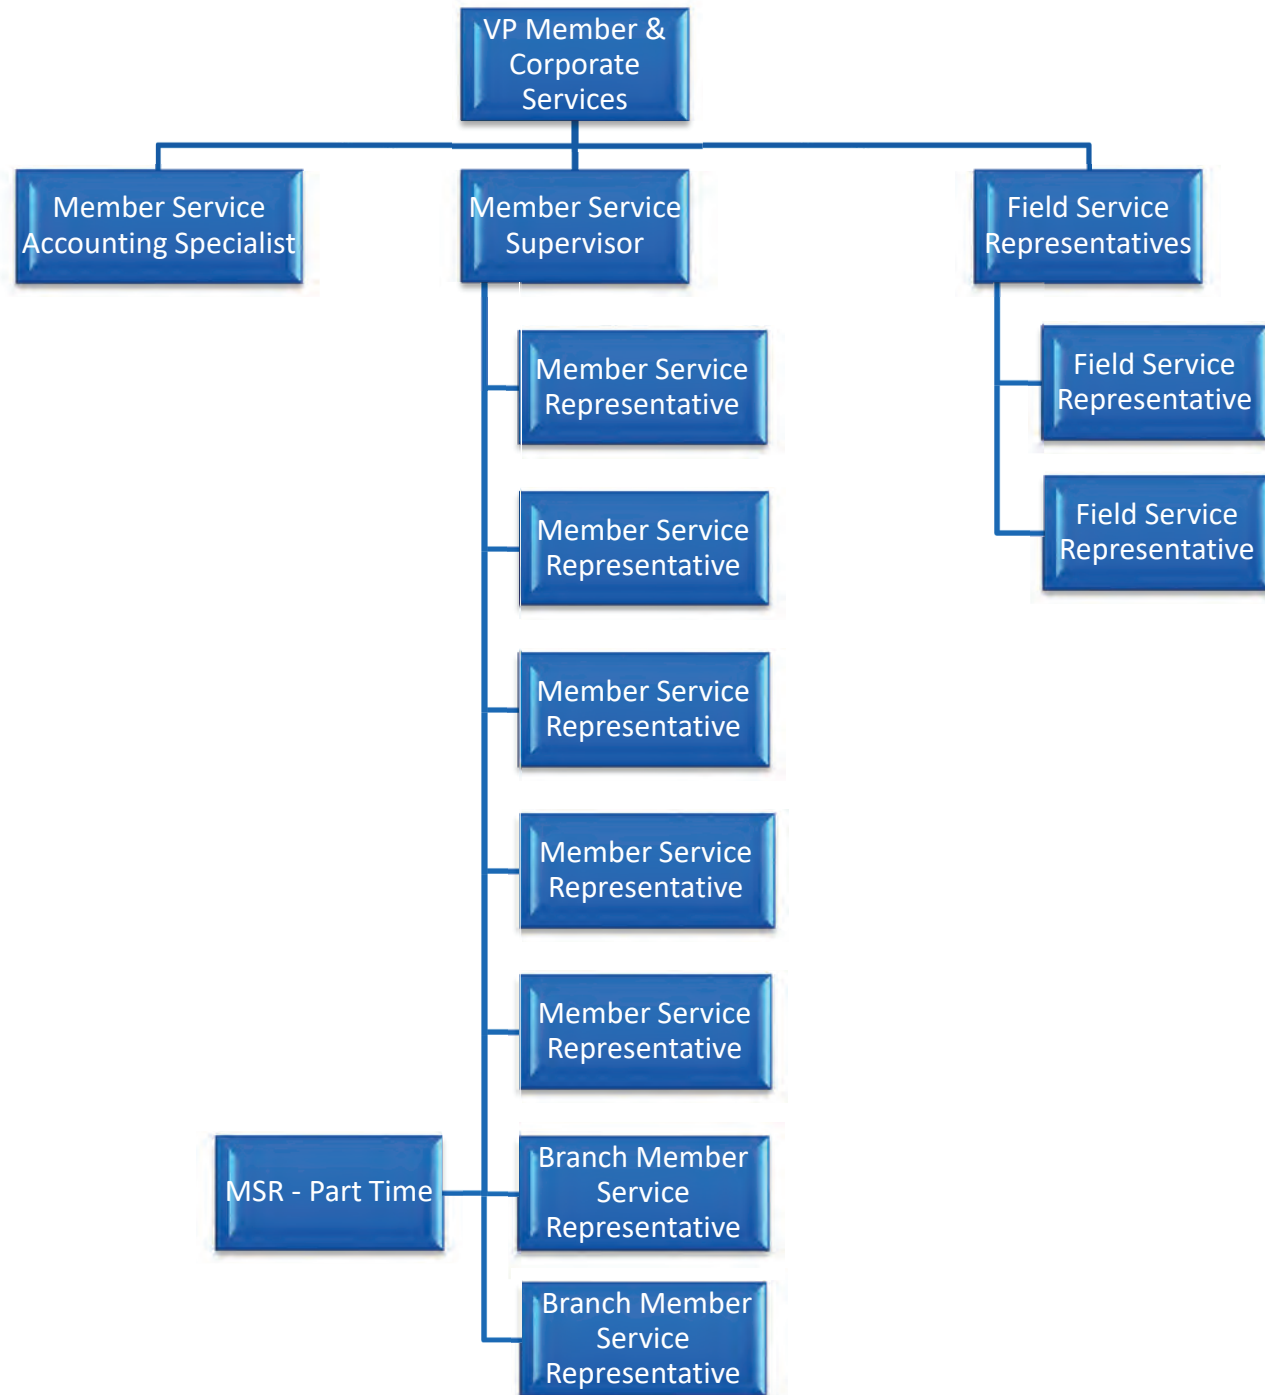 VP Member &
Corporate
Services
Member Service
Accounting Specialist
Member Service
Supervisor
Field Service
Representatives
Member Service
Representative
Field Service
Representative
Member Service
Representative
Field Service
Representative
Member Service
Representative
Member Service
Representative
Member Service
Representative
MSR - Part Time
Branch Member
Service
Representative
Branch Member
Service
Representative